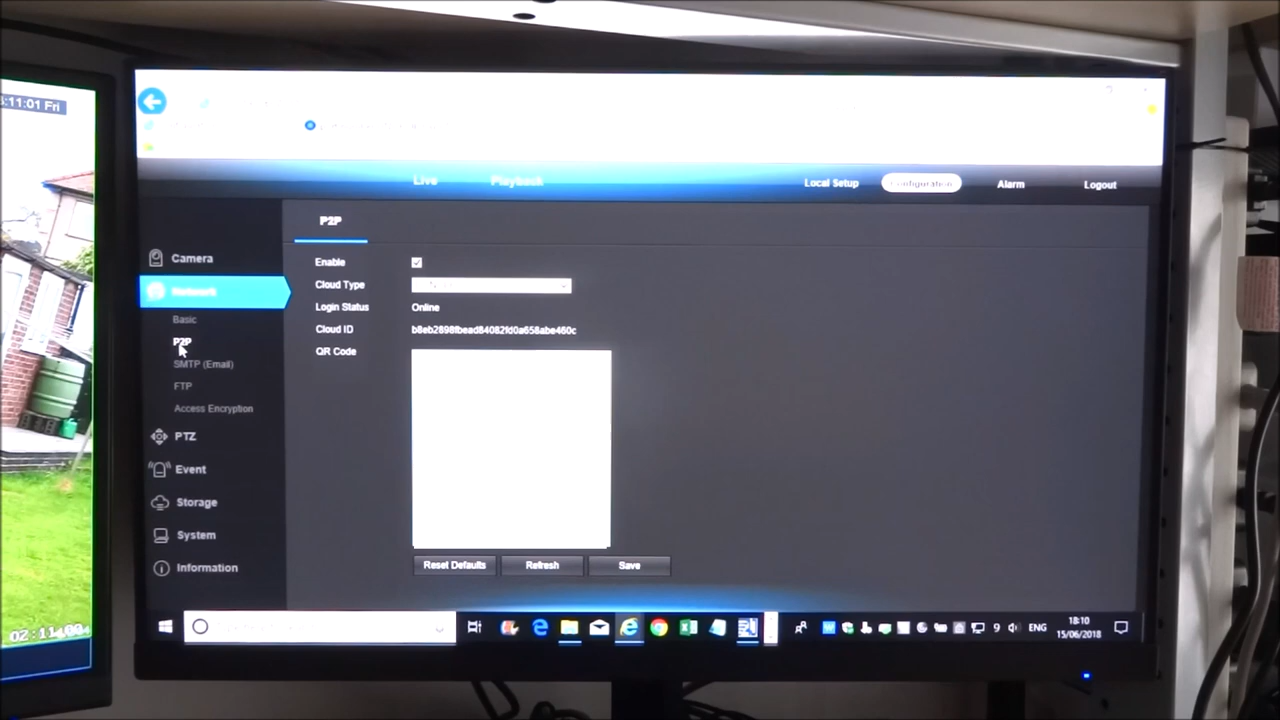 :11:01 Fri
Live Playback Local Setup Configuration Alarm Logout
P2P
Camera
Network
Basic
P2P
SMTP (Email)
FTP
Access Encryption
PTZ
Event
Storage
System
Information
Enable
Cloud Type
Login Status Online
Cloud ID b8eb2898fbead84082fd0a658abe460c
QR Code
Reset Defaults Refresh Save
ENG
18:10
15/06/2018